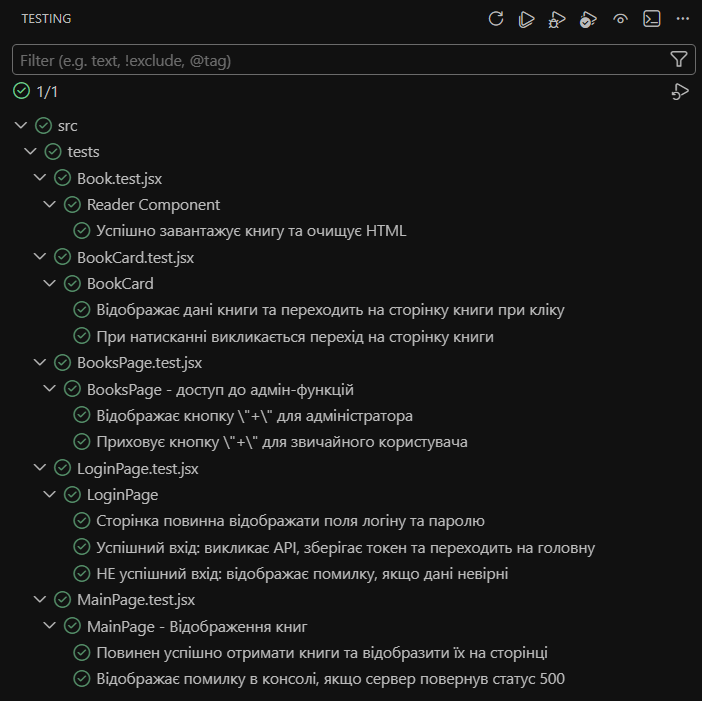 TESTING
Filter (e.g. text, !exclude, @tag)
1/1
src
tests
Book.test.jsx
Reader Component
Успішно завантажує книгу та очищує HTML
BookCard.test.jsx
BookCard
Відображає дані книги та переходить на сторінку книги при кліку
При натисканні викликається перехід на сторінку книги
BooksPage.test.jsx
BooksPage - доступ до адмін-функцій
Відображає кнопку \"+\" для адміністратора
Приховує кнопку \"+\" для звичайного користувача
LoginPage.test.jsx
LoginPage
Сторінка повинна відображати поля логіну та паролю
Успішний вхід: викликає API, зберігає токен та переходить на головну
НЕ успішний вхід: відображає помилку, якщо дані невірні
MainPage.test.jsx
MainPage - Відображення книг
Повинен успішно отримати книги та відобразити їх на сторінці
Відображає помилку в консолі, якщо сервер повернув статус 500